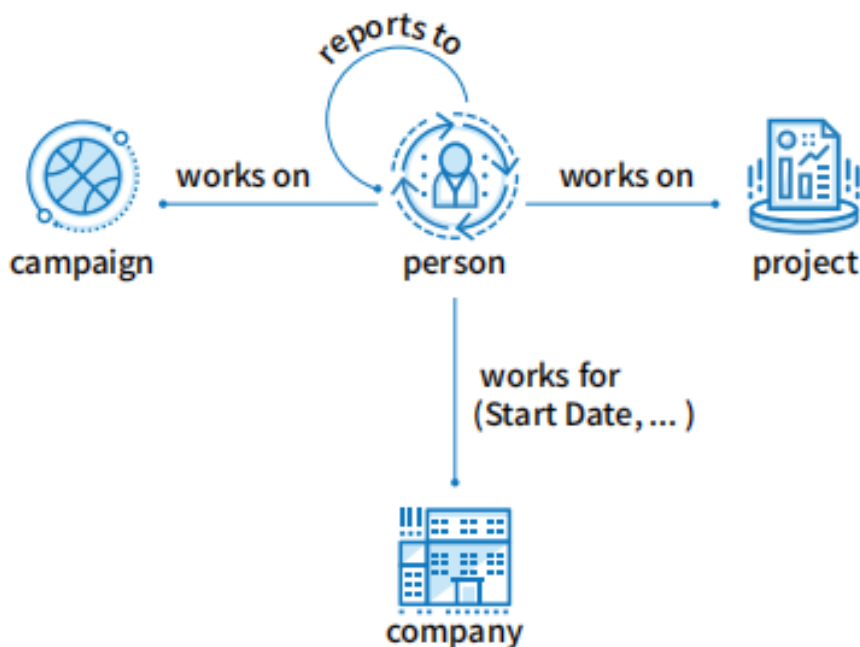 reports to
works on
works on
campaign
person
project
works for
(Start Date, ... )
company